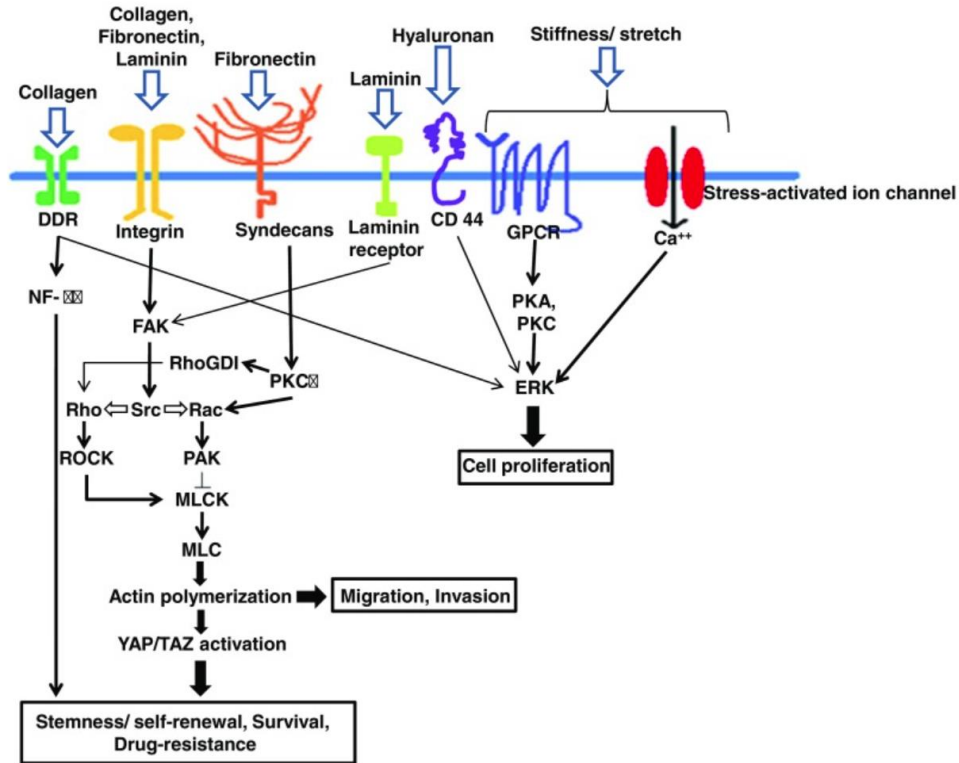 Collagen,
Fibronectin,
Laminin
Hyaluronan
Stiffness/ stretch
Fibronectin
Laminin
Collagen
Stress-activated ion channel
DDR
Integrin
Syndecans
Laminin
receptor
CD 44
GPCR
Ca++
NF-
FAK
PKA,
PKC
RhoGDI
PKC
ERK
Rho
Src
Rac
ROCK
PAK
Cell proliferation
MLCK
MLC
Actin polymerization
Migration, Invasion
YAP/TAZ activation
Stemness/ self-renewal, Survival,
Drug-resistance